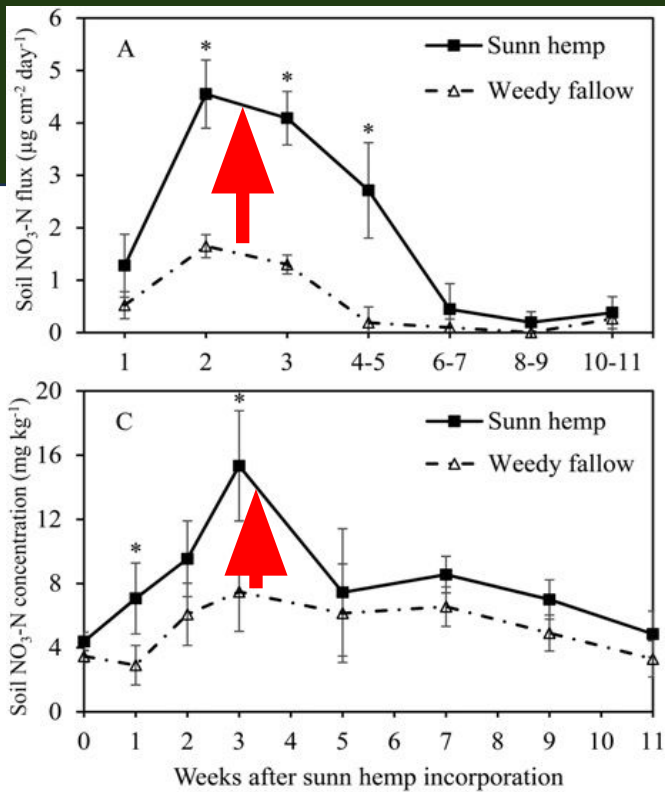 6
5
4
3
2
1
0
Soil NO₃-N flux (µg cm⁻² day⁻¹)
A
*
*
*
Sunn hemp
Weedy fallow
1 2 3 4-5 6-7 8-9 10-11
20
16
12
8
4
0
Soil NO₃-N concentration (mg kg⁻¹)
C
*
*
Sunn hemp
Weedy fallow
0 1 2 3 4 5 6 7 8 9 10 11
Weeks after sunn hemp incorporation